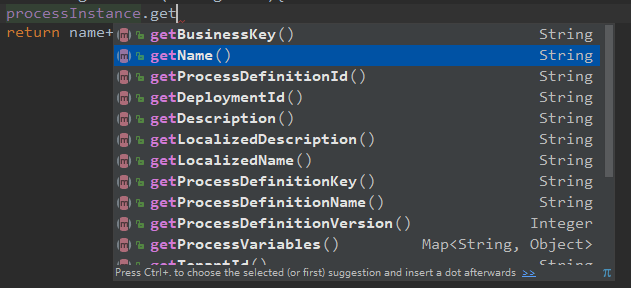 processInstance.get
return name+
getBusinessKey() String
getName() String
getProcessDefinitionId() String
getDeploymentId() String
getDescription() String
getLocalizedDescription() String
getLocalizedName() String
getProcessDefinitionKey() String
getProcessDefinitionName() String
getProcessDefinitionVersion() Integer
getProcessVariables() Map<String, Object>
getTenantId() String
Press Ctrl+. to choose the selected (or first) suggestion and insert a dot afterwards >> π